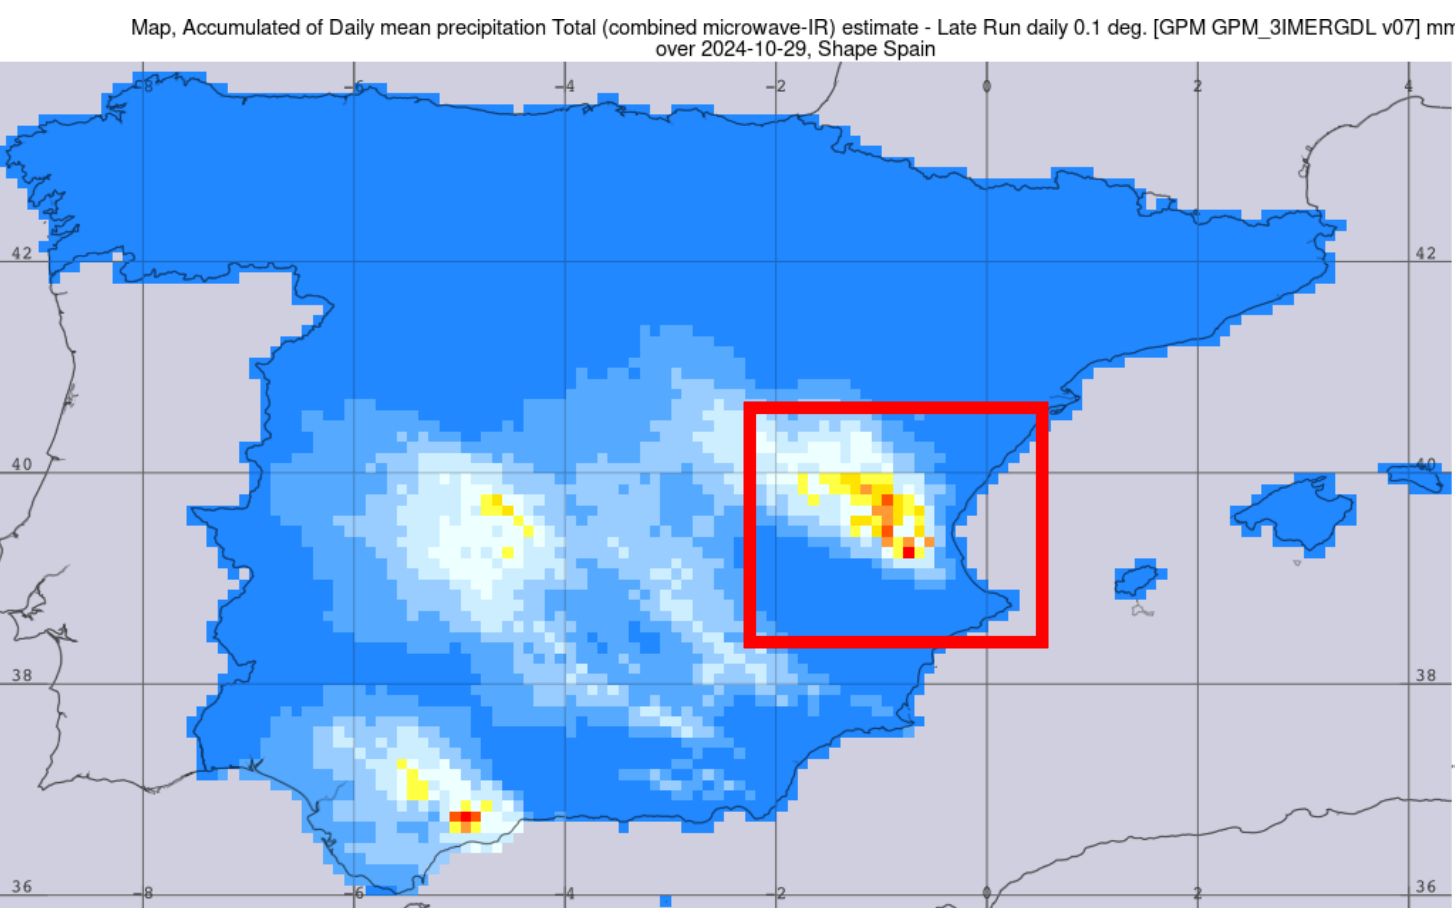 Map, Accumulated of Daily mean precipitation Total (combined microwave-IR) estimate - Late Run daily 0.1 deg. [GPM GPM_3IMERGDL v07] mm
over 2024-10-29, Shape Spain
-8 -6 -4 -2 0 2 4
42 42
40 40
38 38
36 36
-8 -6 -4 -2 0 2 4